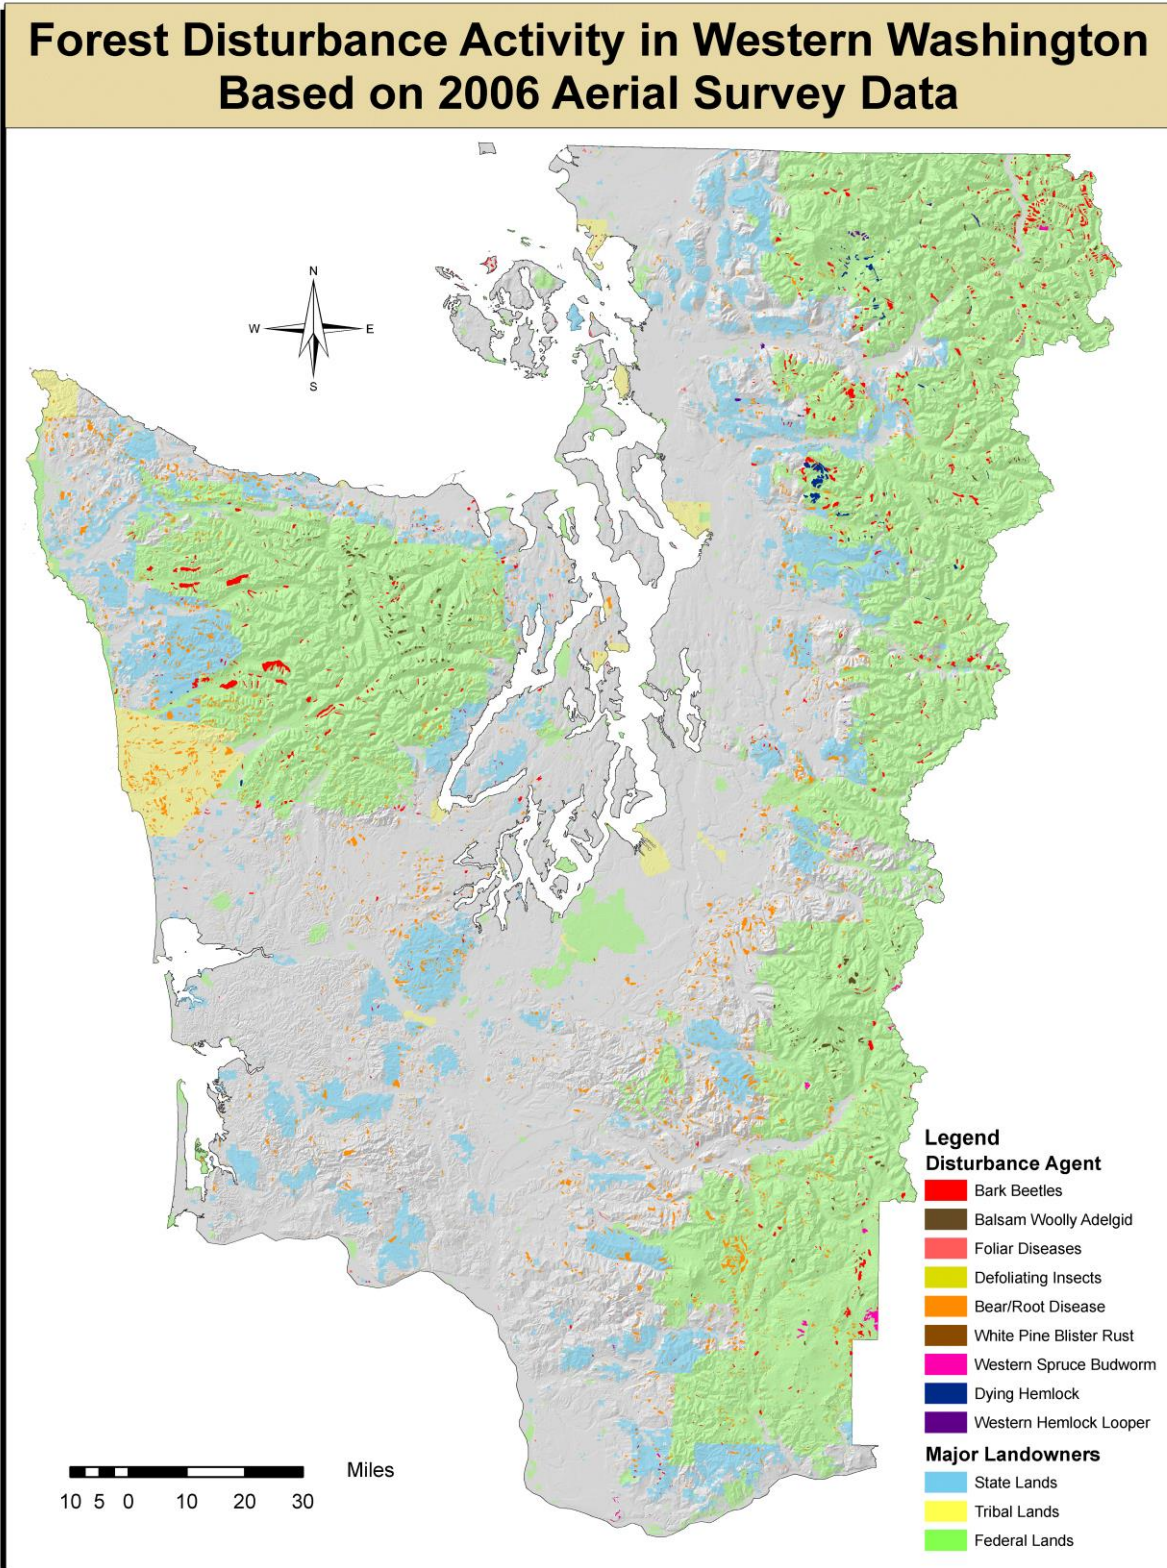 Forest Disturbance Activity in Western Washington
Based on 2006 Aerial Survey Data
N
W E
S
Legend
Disturbance Agent
Bark Beetles
Balsam Woolly Adelgid
Foliar Diseases
Defoliating Insects
Bear/Root Disease
White Pine Blister Rust
Western Spruce Budworm
Dying Hemlock
Western Hemlock Looper
Major Landowners
State Lands
Tribal Lands
Federal Lands
Miles
10 5 0 10 20 30